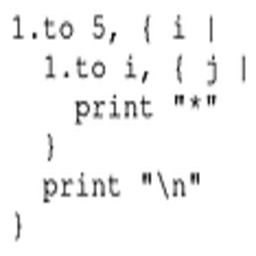 1.to 5, { i |
  1.to i, { j |
    print "*"
  }
  print "\n"
}